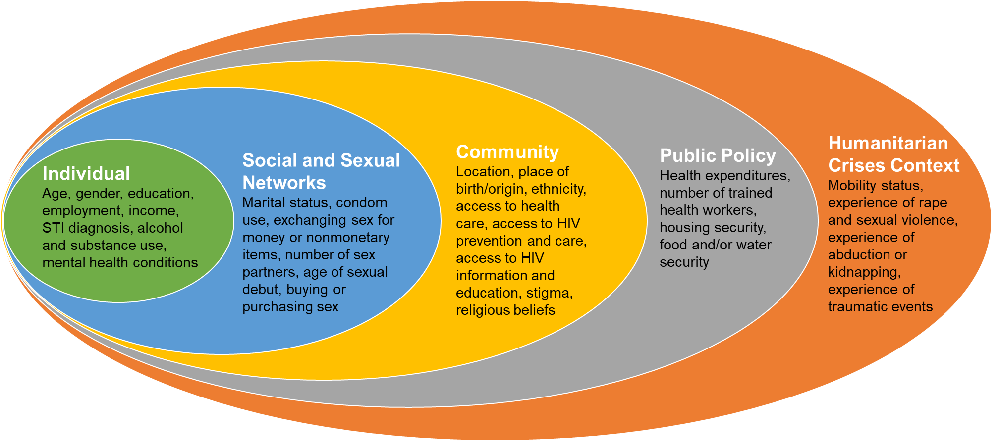 Individual
Age, gender, education,
employment, income,
STI diagnosis, alcohol
and substance use,
mental health conditions
Social and Sexual
Networks
Marital status, condom
use, exchanging sex for
money or nonmonetary
items, number of sex
partners, age of sexual
debut, buying or
purchasing sex
Community
Location, place of
birth/origin, ethnicity,
access to health
care, access to HIV
prevention and care,
access to HIV
information and
education, stigma,
religious beliefs
Public Policy
Health expenditures,
number of trained
health workers,
housing security,
food and/or water
security
Humanitarian
Crises Context
Mobility status,
experience of rape
and sexual violence,
experience of
abduction or
kidnapping,
experience of
traumatic events